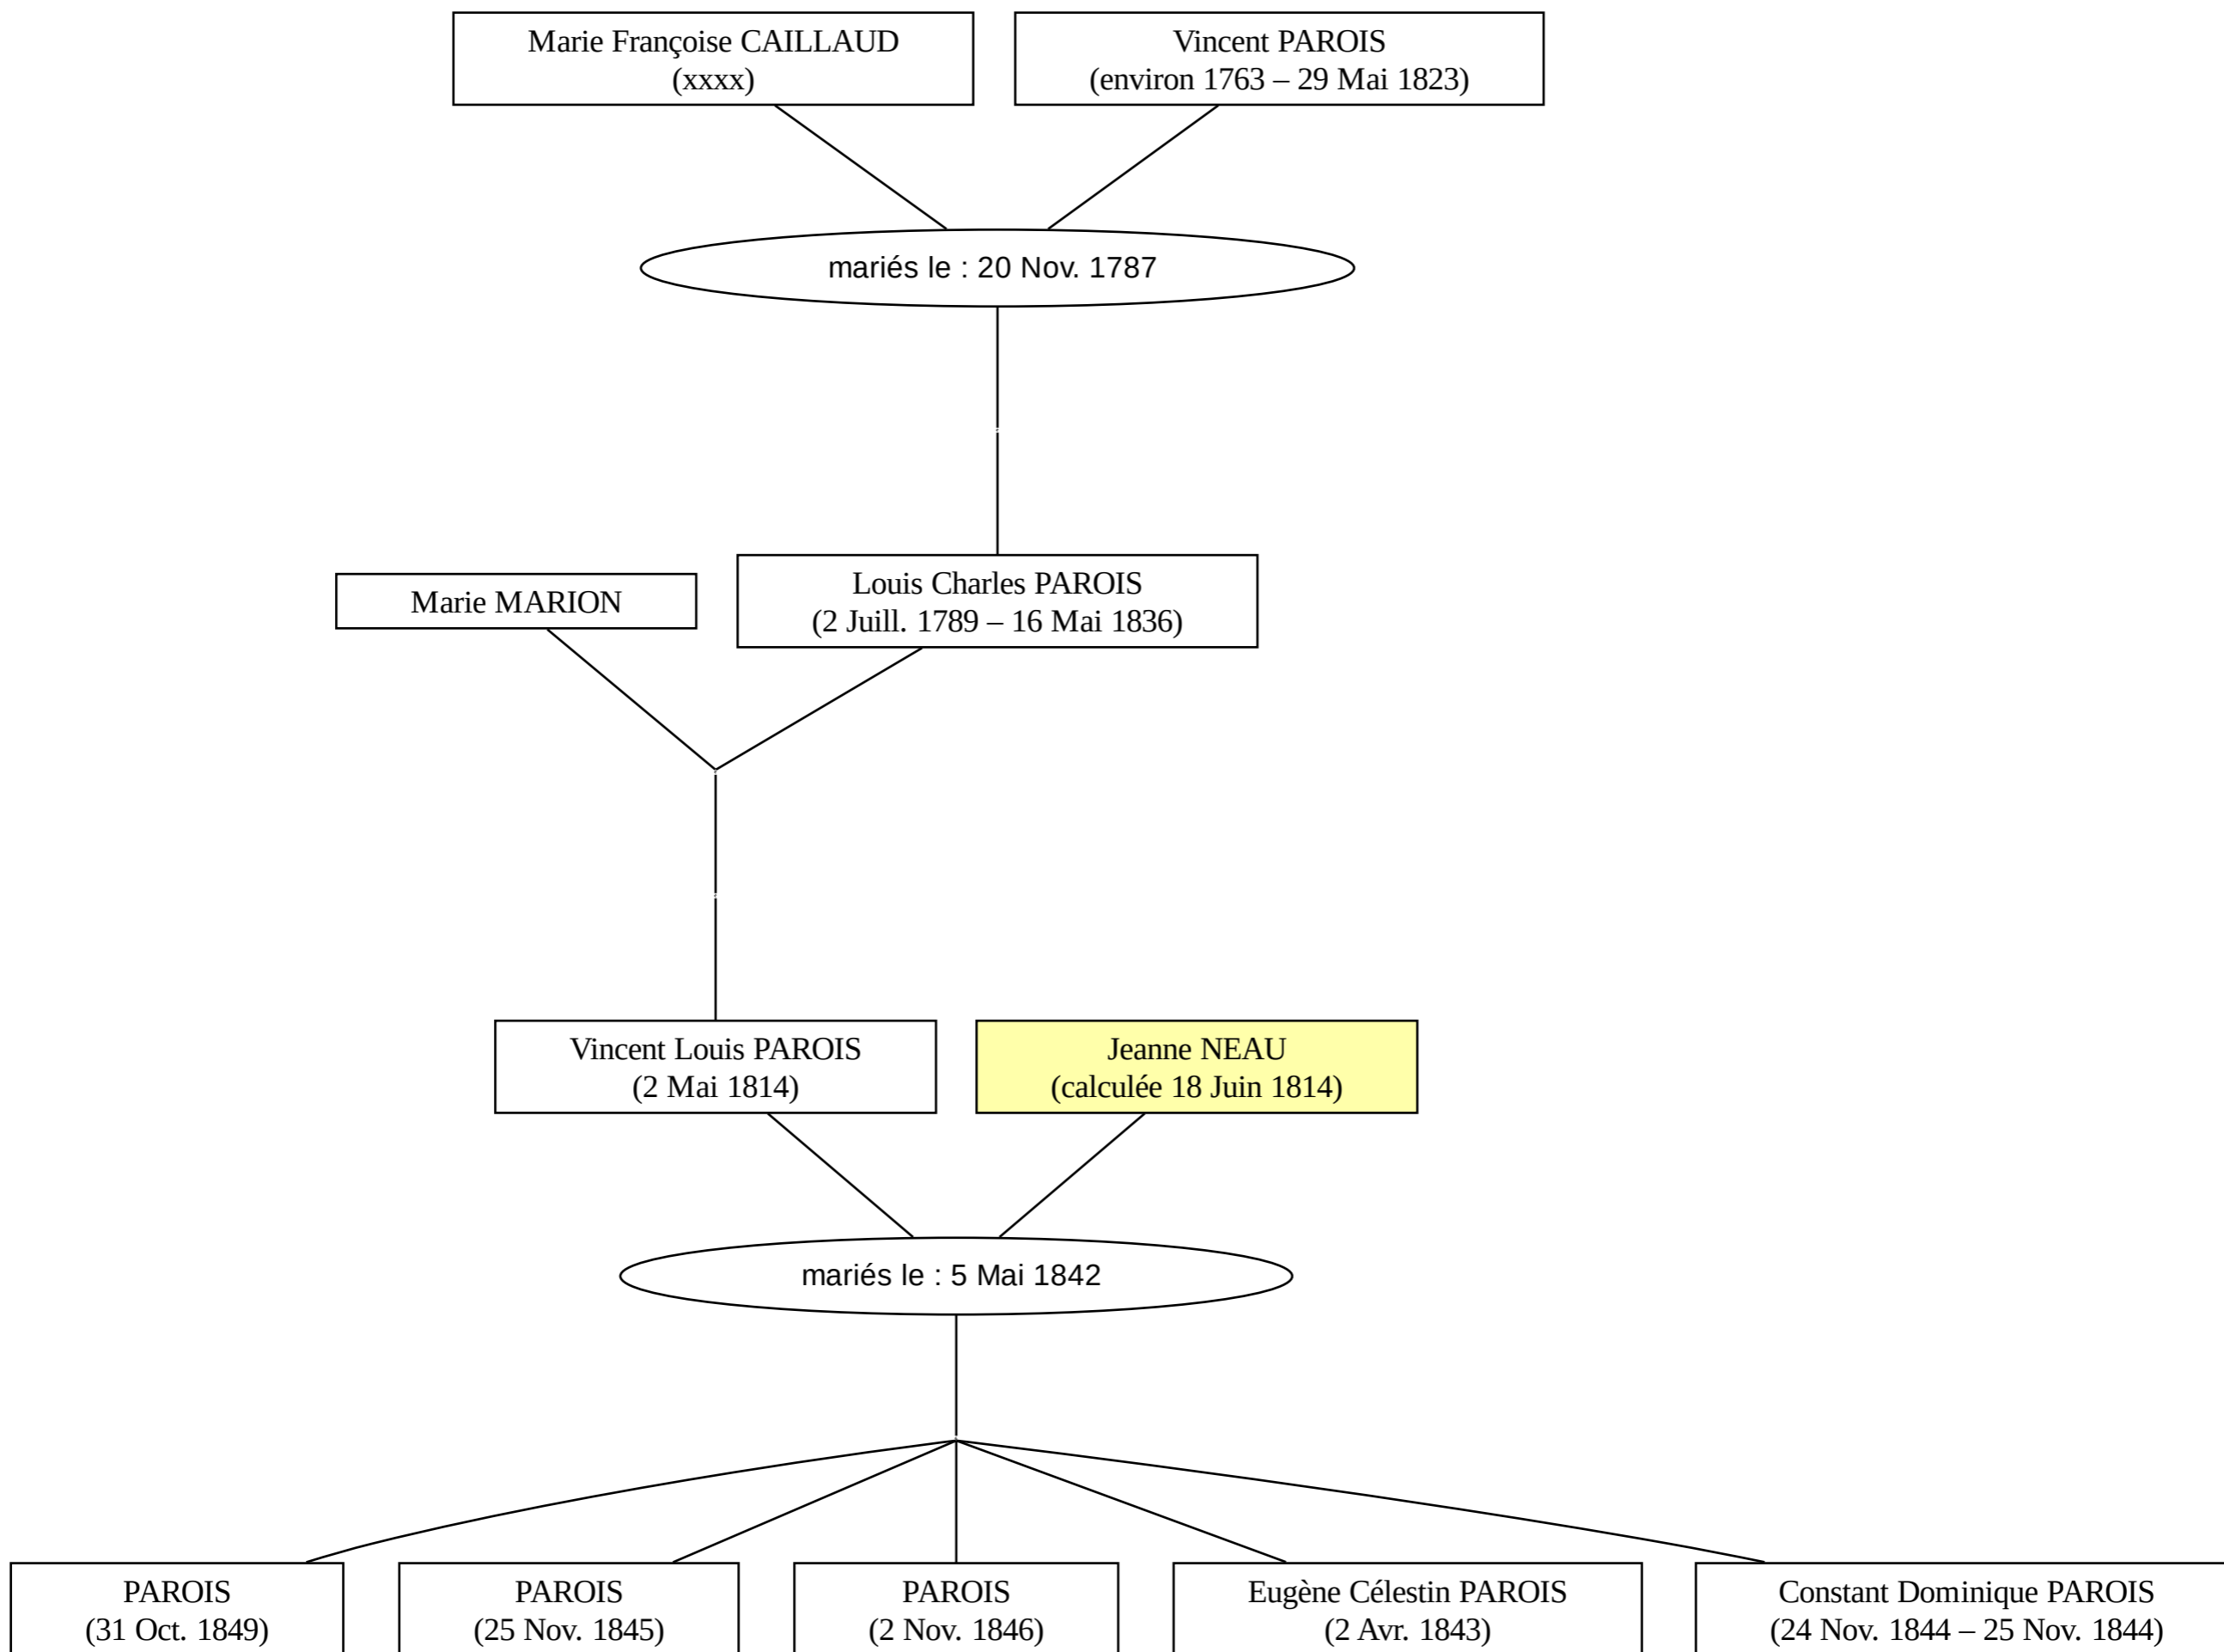 Marie Françoise CAILLAUD
(xxxx)
Vincent PAROIS
(environ 1763 – 29 Mai 1823)
mariés le : 20 Nov. 1787
Marie MARION
Louis Charles PAROIS
(2 Juill. 1789 – 16 Mai 1836)
Vincent Louis PAROIS
(2 Mai 1814)
Jeanne NEAU
(calculée 18 Juin 1814)
mariés le : 5 Mai 1842
PAROIS
(31 Oct. 1849)
PAROIS
(25 Nov. 1845)
PAROIS
(2 Nov. 1846)
Eugène Célestin PAROIS
(2 Avr. 1843)
Constant Dominique PAROIS
(24 Nov. 1844 – 25 Nov. 1844)